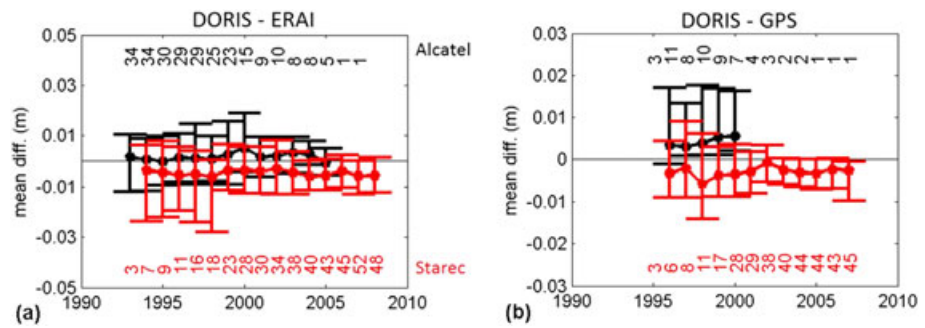 DORIS - ERAI
mean diff. (m)
0.05
0.03
0.01
-0.01
-0.03
-0.05
34 34 30 29 29 25 23 15 9 10 8 8 5 1 1
Alcatel
3 7 9 11 16 18 23 28 30 34 38 40 43 45 52 48
Starec
1990 1995 2000 2005 2010
(a)
DORIS - GPS
mean diff. (m)
0.03
0.02
0.01
0
-0.01
-0.02
-0.03
3 11 8 10 9 7 4 3 2 2 1 1 1
3 6 8 11 17 28 29 38 40 44 44 43 45
1990 1995 2000 2005 2010
(b)